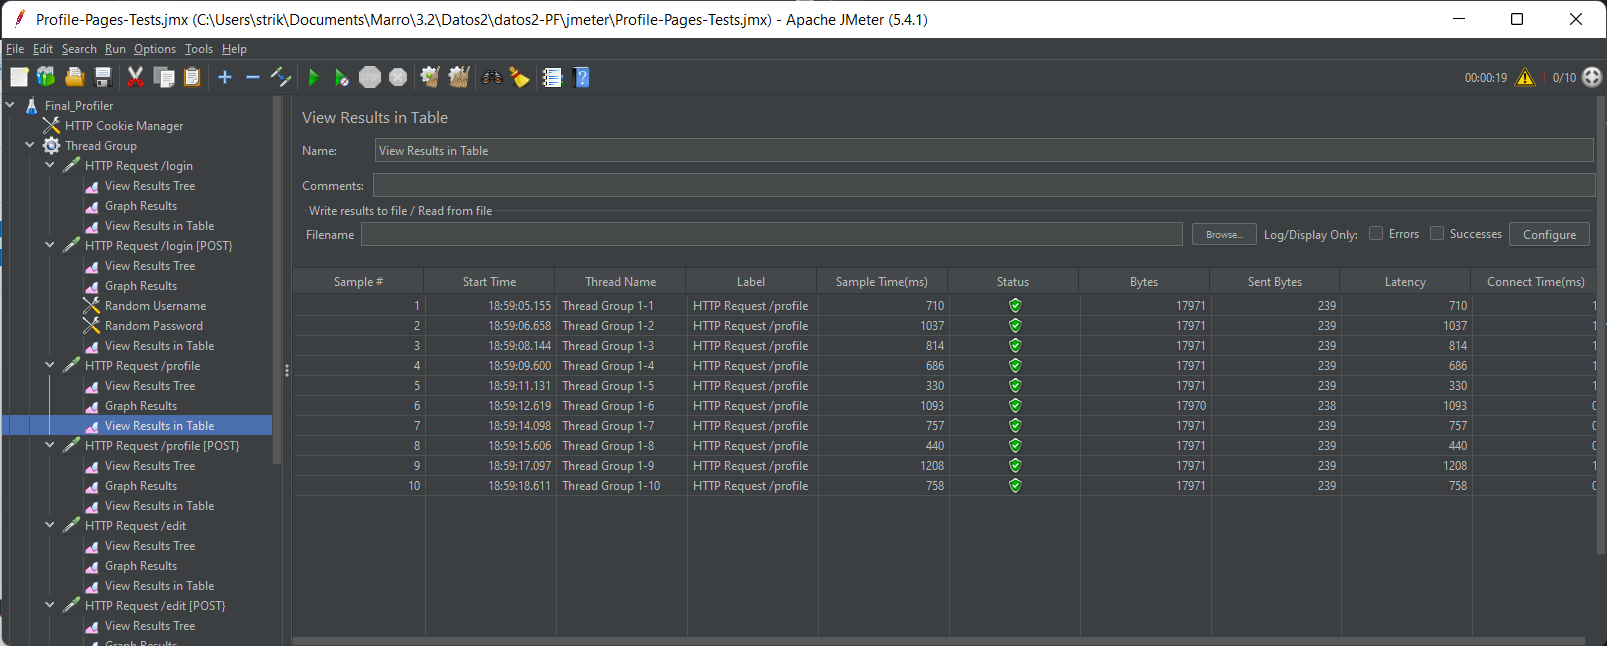 Profile-Pages-Tests.jmx (C:\Users\strik\Documents\Marro\3.2\Datos2\datos2-PF\jmeter\Profile-Pages-Tests.jmx) - Apache JMeter (5.4.1)
File Edit Search Run Options Tools Help
STOP 00:00:19 1 0/10
Final_Profiler
HTTP Cookie Manager
Thread Group
HTTP Request /login
View Results Tree
Graph Results
View Results in Table
HTTP Request /login [POST}
View Results Tree
Graph Results
Random Username
Random Password
View Results in Table
HTTP Request /profile
View Results Tree
Graph Results
View Results in Table
HTTP Request /profile [POST}
View Results Tree
Graph Results
View Results in Table
HTTP Request /edit
View Results Tree
Graph Results
View Results in Table
HTTP Request /edit [POST}
View Results Tree
Graph Results
View Results in Table
Name: View Results in Table
Comments:
Write results to file / Read from file
Filename Browse... Log/Display Only: Errors Successes Configure
Sample # Start Time Thread Name Label Sample Time(ms) Status Bytes Sent Bytes Latency Connect Time(ms)
1 18:59:05.155 Thread Group 1-1 HTTP Request /profile 710 17971 239 710 1
2 18:59:06.658 Thread Group 1-2 HTTP Request /profile 1037 17971 239 1037 1
3 18:59:08.144 Thread Group 1-3 HTTP Request /profile 814 17971 239 814 1
4 18:59:09.600 Thread Group 1-4 HTTP Request /profile 686 17971 239 686 1
5 18:59:11.131 Thread Group 1-5 HTTP Request /profile 330 17971 239 330 1
6 18:59:12.619 Thread Group 1-6 HTTP Request /profile 1093 17970 238 1093 0
7 18:59:14.098 Thread Group 1-7 HTTP Request /profile 757 17971 239 757 0
8 18:59:15.606 Thread Group 1-8 HTTP Request /profile 440 17971 239 440 0
9 18:59:17.097 Thread Group 1-9 HTTP Request /profile 1208 17971 239 1208 1
10 18:59:18.611 Thread Group 1-10 HTTP Request /profile 758 17971 239 758 0